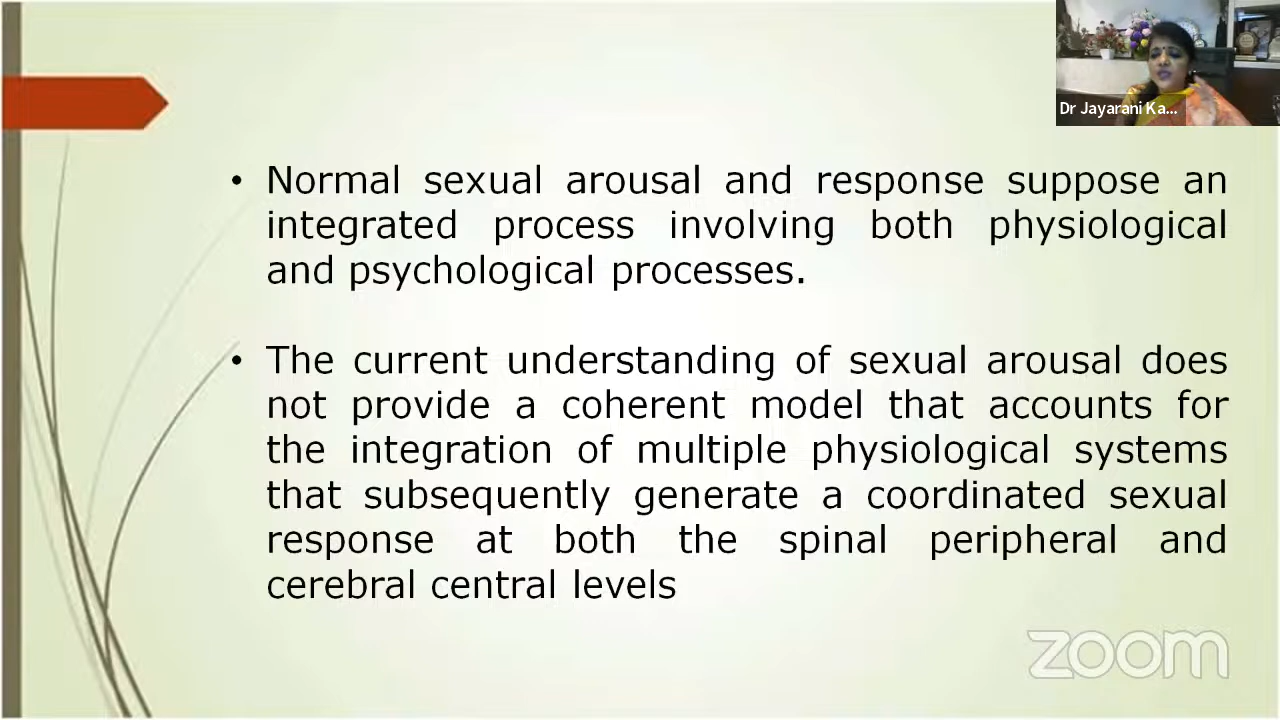 Dr Jayarani Ka...
• Normal sexual arousal and response suppose an
integrated process involving both physiological
and psychological processes.
• The current understanding of sexual arousal does
not provide a coherent model that accounts for
the integration of multiple physiological systems
that subsequently generate a coordinated sexual
response at both the spinal peripheral and
cerebral central levels
zoom